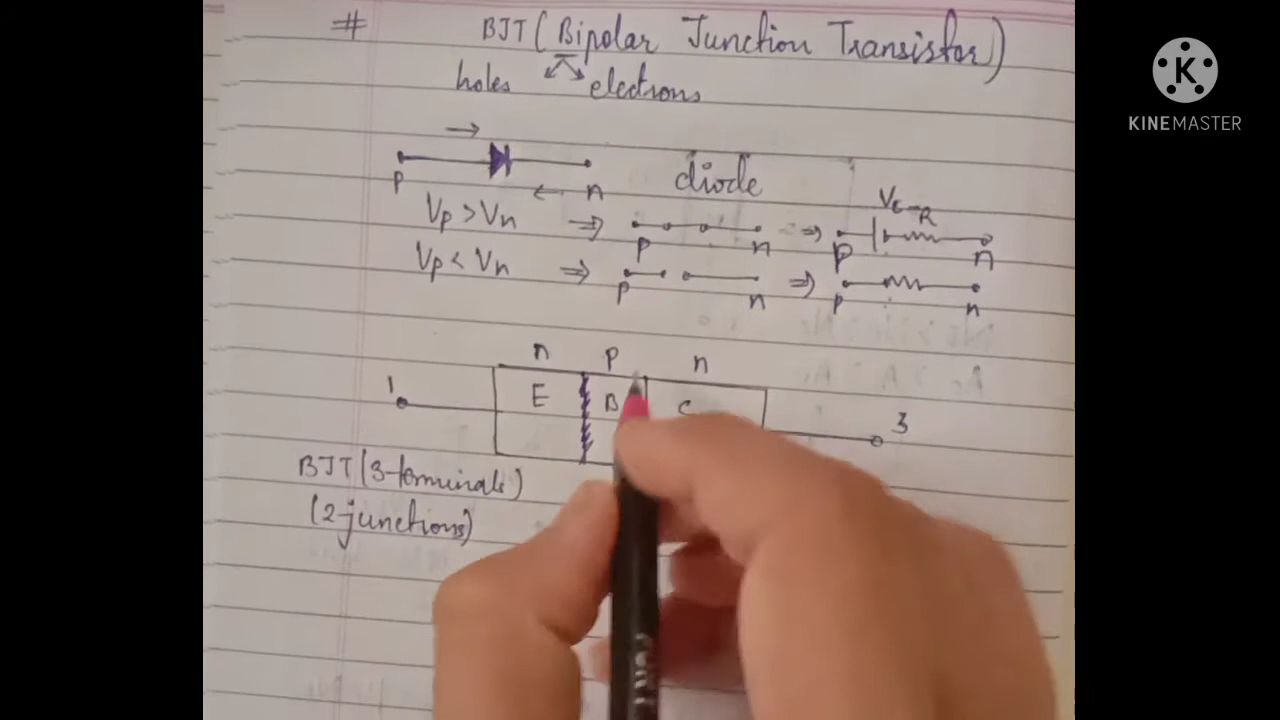 # BJT (Bipolar Junction Transistor)
holes electrons
p n diode
Vp > Vn ⇒ p n ⇒ p n
R
Vp < Vn ⇒ p n ⇒ p n
n p n
1 E B C 3
BJT (3-terminals)
(2-junctions)
KINEMASTER
K